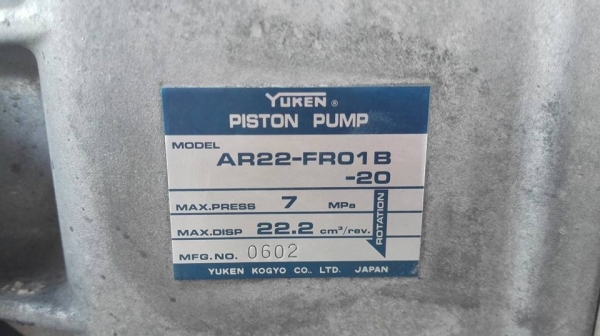 YUKEN ®
PISTON PUMP
MODEL
AR22-FR01B
-20
MAX.PRESS 7 MPa
MAX.DISP 22.2 cm³/rev.
ROTATION
MFG.NO. 0602
YUKEN KOGYO CO., LTD. JAPAN